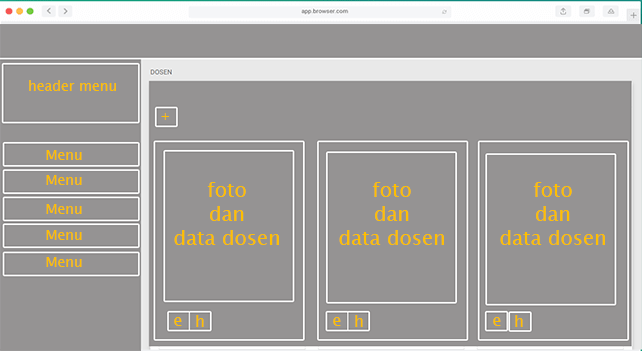 app.browser.com
header menu
DOSEN
+
Menu
Menu
Menu
Menu
Menu
foto
dan
data dosen
foto
dan
data dosen
foto
dan
data dosen
e h
e h
e h